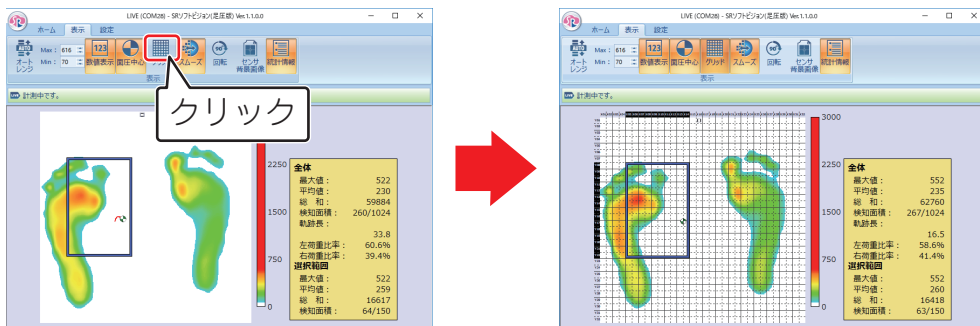 LIVE (COM28) - SRソフトビジョン(足圧版) Ver.1.1.0.0
ホーム 表示 設定
Max : 616
123
90°
オート
レンジ
Min : 70
数値表示 面圧中心 グリッド スムーズ 回転 センサ
背景画像
統計情報
表示
計測中です。
クリック
2250
1500
750
0
全体
最大値 : 522
平均値 : 230
総 和 : 59884
検知面積 : 260/1024
軌跡長 :
33.8
左荷重比率 : 60.6%
右荷重比率 : 39.4%
選択範囲
最大値 : 522
平均値 : 259
総 和 : 16617
検知面積 : 64/150
LIVE (COM28) - SRソフトビジョン(足圧版) Ver.1.1.0.0
ホーム 表示 設定
Max : 616
123
90°
オート
レンジ
Min : 70
数値表示 面圧中心 グリッド スムーズ 回転 センサ
背景画像
統計情報
表示
計測中です。
3000
2250
1500
750
0
全体
最大値 : 552
平均値 : 235
総 和 : 62760
検知面積 : 267/1024
軌跡長 :
16.5
左荷重比率 : 58.6%
右荷重比率 : 41.4%
選択範囲
最大値 : 552
平均値 : 260
総 和 : 16418
検知面積 : 63/150